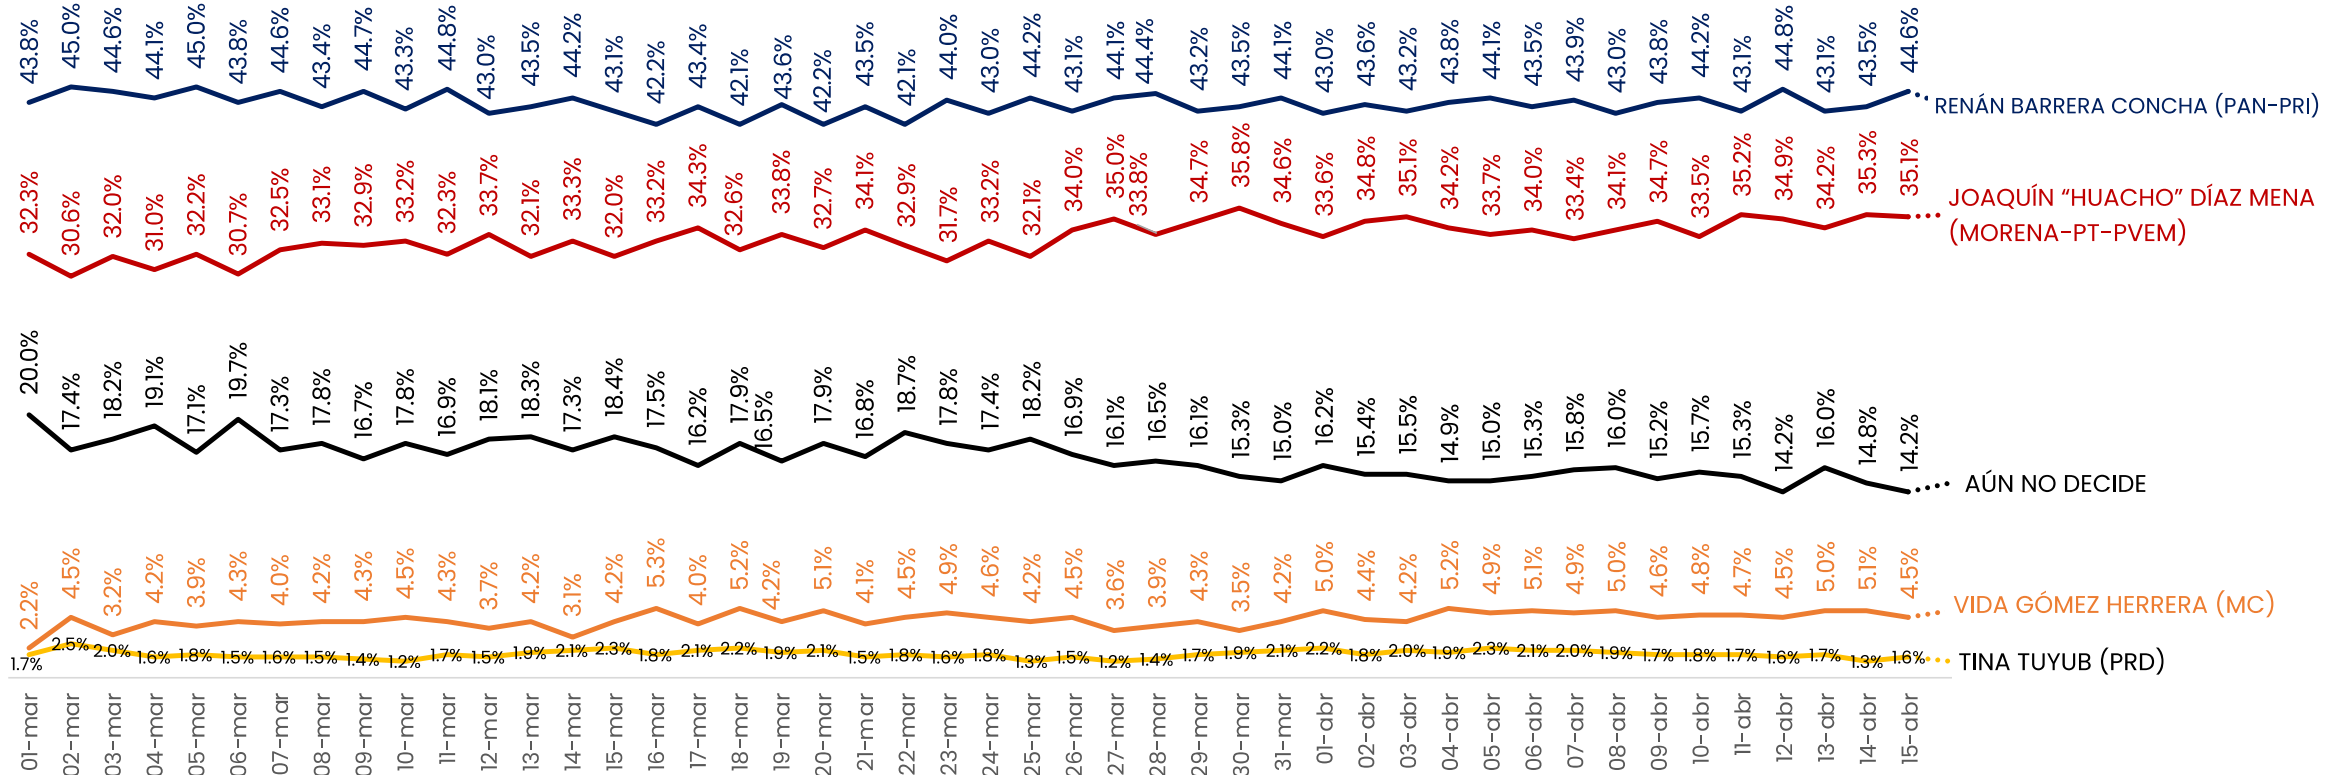 43.8% 45.0% 44.6% 44.1% 45.0% 43.8% 44.6% 43.4% 44.7% 43.3% 44.8% 43.0% 43.5% 44.2% 43.1% 42.2% 43.4% 42.1% 43.6% 42.2% 43.5% 42.1% 44.0% 43.0% 44.2% 43.1% 44.1% 44.4% 43.2% 43.5% 44.1% 43.0% 43.6% 43.2% 43.8% 44.1% 43.5% 43.9% 43.0% 43.8% 44.2% 43.1% 44.8% 43.1% 43.5% 44.6%
RENÁN BARRERA CONCHA (PAN-PRI)
32.3% 30.6% 32.0% 31.0% 32.2% 30.7% 32.5% 33.1% 32.9% 33.2% 32.3% 33.7% 32.1% 33.3% 32.0% 33.2% 34.3% 32.6% 33.8% 32.7% 34.1% 32.9% 31.7% 33.2% 32.1% 34.0% 35.0% 33.8% 34.7% 35.8% 34.6% 33.6% 34.8% 35.1% 34.2% 33.7% 34.0% 33.4% 34.1% 34.7% 33.5% 35.2% 34.9% 34.2% 35.3% 35.1%
JOAQUÍN “HUACHO” DÍAZ MENA
(MORENA-PT-PVEM)
20.0% 17.4% 18.2% 19.1% 17.1% 19.7% 17.3% 17.8% 16.7% 17.8% 16.9% 18.1% 18.3% 17.3% 18.4% 17.5% 16.2% 17.9% 16.5% 17.9% 16.8% 18.7% 17.8% 17.4% 18.2% 16.9% 16.1% 16.5% 16.1% 15.3% 15.0% 16.2% 15.4% 15.5% 14.9% 15.0% 15.3% 15.8% 16.0% 15.2% 15.7% 15.3% 14.2% 16.0% 14.8% 14.2%
AÚN NO DECIDE
2.2% 4.5% 3.2% 4.2% 3.9% 4.3% 4.0% 4.2% 4.3% 4.5% 4.3% 3.7% 4.2% 3.1% 4.2% 5.3% 4.0% 5.2% 4.2% 5.1% 4.1% 4.5% 4.9% 4.6% 4.2% 4.5% 3.6% 3.9% 4.3% 3.5% 4.2% 5.0% 4.4% 4.2% 5.2% 4.9% 5.1% 4.9% 5.0% 4.6% 4.8% 4.7% 4.5% 5.0% 5.1% 4.5%
VIDA GÓMEZ HERRERA (MC)
1.7% 2.5% 2.0% 1.6% 1.8% 1.5% 1.6% 1.5% 1.4% 1.2% 1.7% 1.5% 1.9% 2.1% 2.3% 1.8% 2.1% 2.2% 1.9% 2.1% 1.5% 1.8% 1.6% 1.8% 1.3% 1.5% 1.2% 1.4% 1.7% 1.9% 2.1% 2.2% 1.8% 2.0% 1.9% 2.3% 2.1% 2.0% 1.9% 1.7% 1.8% 1.7% 1.6% 1.7% 1.3% 1.6%
TINA TUYUB (PRD)
01-mar 02-mar 03-mar 04-mar 05-mar 06-mar 07-mar 08-mar 09-mar 10-mar 11-mar 12-mar 13-mar 14-mar 15-mar 16-mar 17-mar 18-mar 19-mar 20-mar 21-mar 22-mar 23-mar 24-mar 25-mar 26-mar 27-mar 28-mar 29-mar 30-mar 31-mar 01-abr 02-abr 03-abr 04-abr 05-abr 06-abr 07-abr 08-abr 09-abr 10-abr 11-abr 12-abr 13-abr 14-abr 15-abr